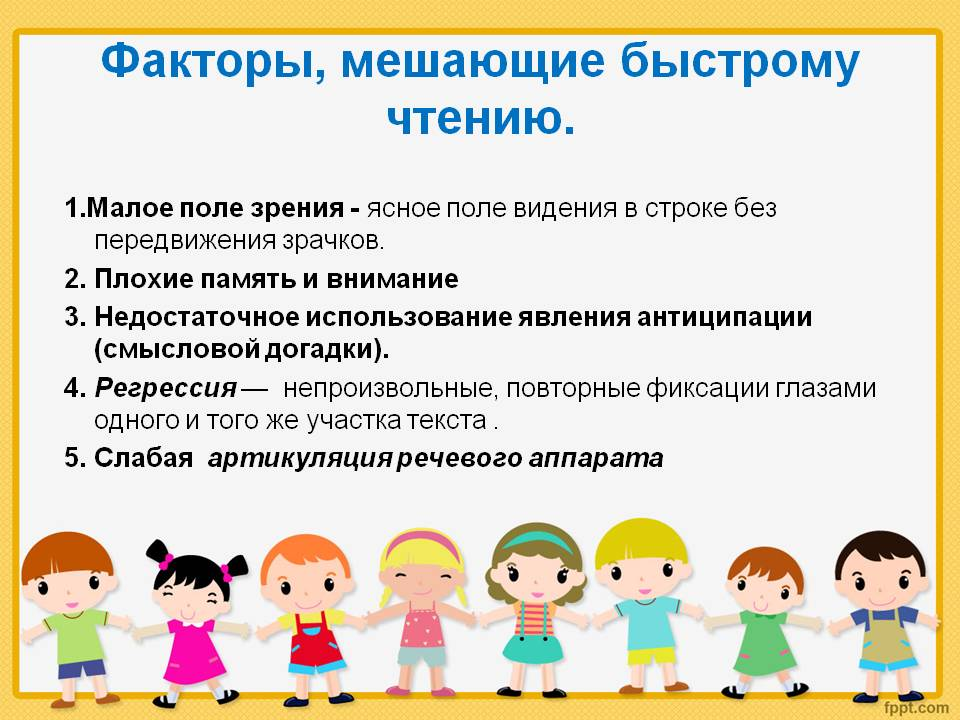 Факторы, мешающие быстрому
чтению.
1.Малое поле зрения - ясное поле видения в строке без
передвижения зрачков.
2. Плохие память и внимание
3. Недостаточное использование явления антиципации
(смысловой догадки).
4. Регрессия — непроизвольные, повторные фиксации глазами
одного и того же участка текста .
5. Слабая артикуляция речевого аппарата
fppt.com